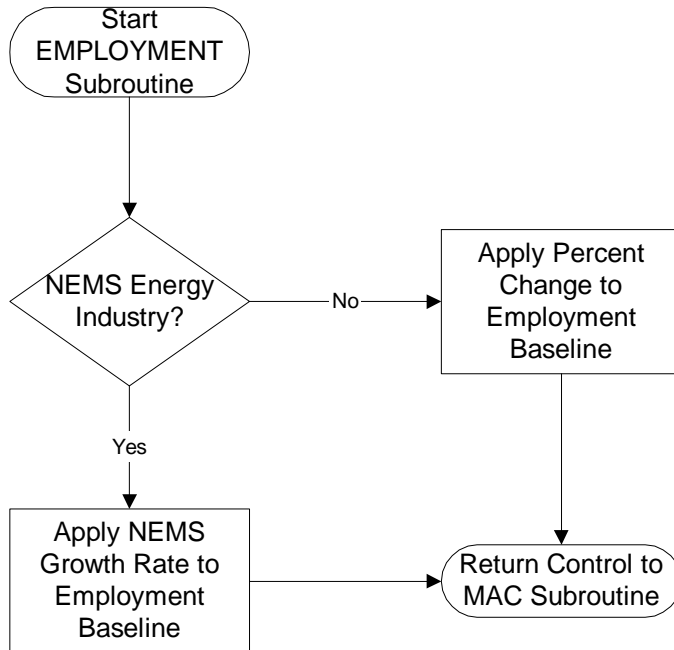 Start
EMPLOYMENT
Subroutine
NEMS Energy
Industry?
No
Apply Percent
Change to
Employment
Baseline
Yes
Apply NEMS
Growth Rate to
Employment
Baseline
Return Control to
MAC Subroutine